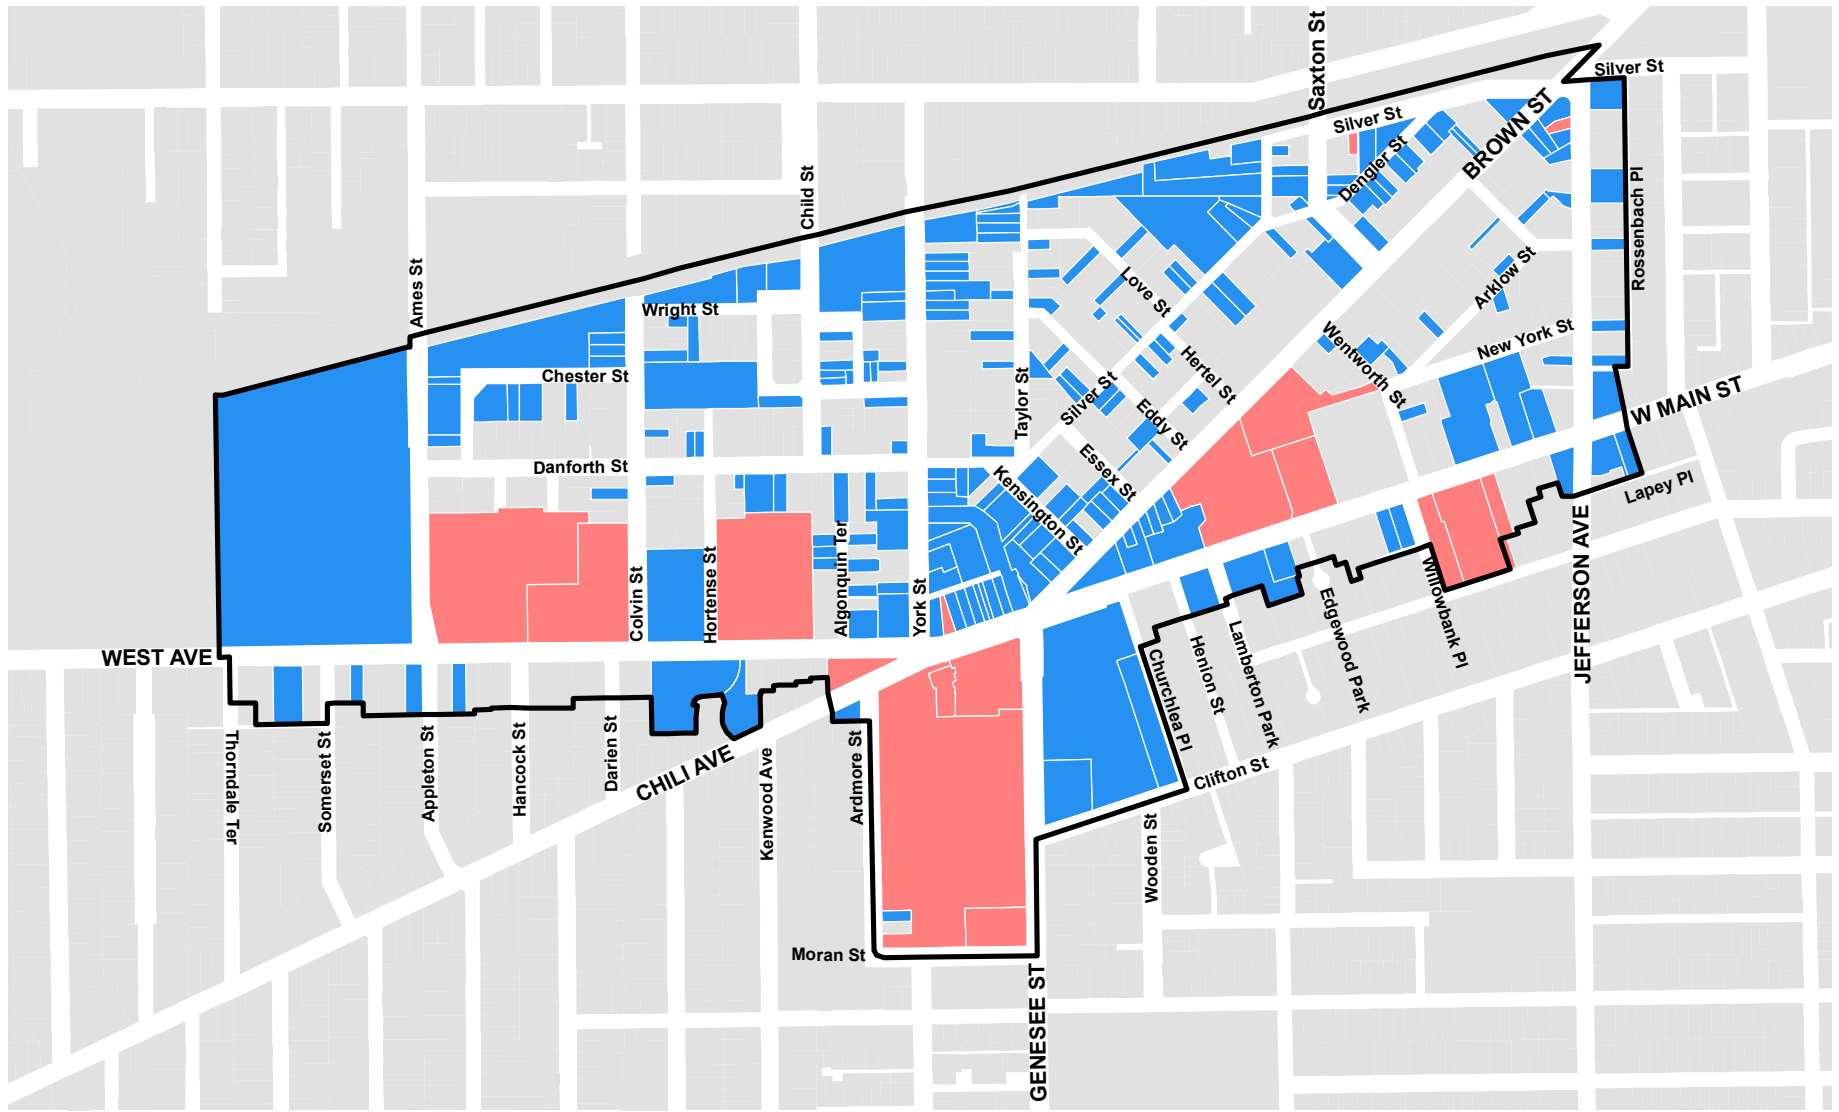 Saxton St
Silver St
Silver St
BROWN ST
Dengler St
Child St
Rossenbach Pl
Ames St
Love St
Arklow St
Wright St
Wentworth St
New York St
Hertel St
Chester St
Taylor St
Silver St
Eddy St
W MAIN ST
Danforth St
Essex St
Kensington St
Lapey Pl
Algonquin Ter
JEFFERSON AVE
Colvin St
Hortense St
York St
Willowbank Pl
Edgewood Park
WEST AVE
Henion St
Lamberton Park
Churchlea Pl
Thorndale Ter
Somerset St
Appleton St
Hancock St
Darien St
CHILI AVE
Kenwood Ave
Ardmore St
Clifton St
Wooden St
Moran St
GENESEE ST